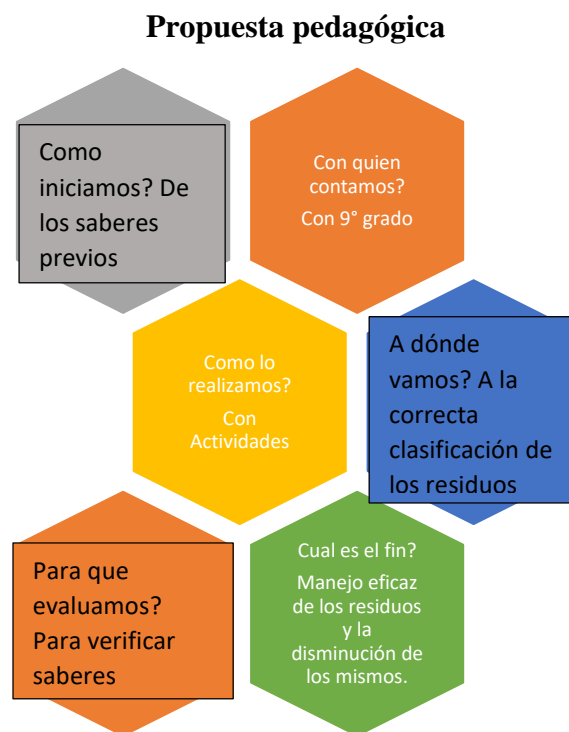 Propuesta pedagógica
Como
iniciamos? De
los saberes
previos
Con quien
contamos?
Con 9° grado
Como lo
realizamos?
Con
Actividades
A dónde
vamos? A la
correcta
clasificación de
los residuos
Para que
evaluamos?
Para verificar
saberes
Cual es el fin?
Manejo eficaz
de los residuos
y la
disminución de
los mismos.